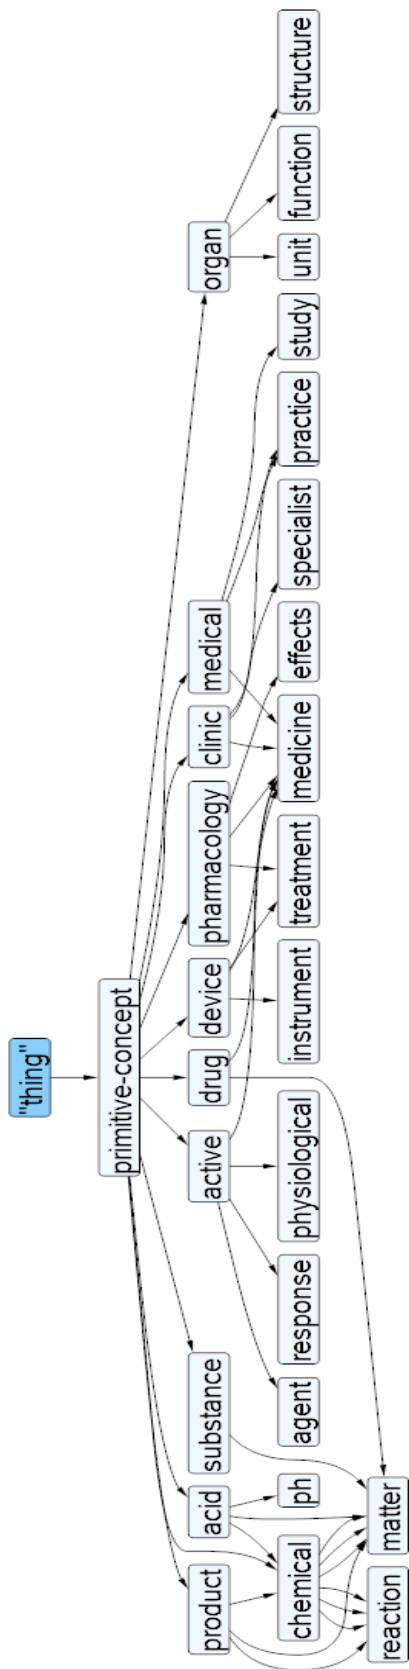 "thing"
primitive-concept
product
acid
substance
active
drug
device
pharmacology
clinic
medical
organ
chemical
ph
agent
response
physiological
instrument
treatment
medicine
effects
specialist
practice
study
unit
function
structure
reaction
matter